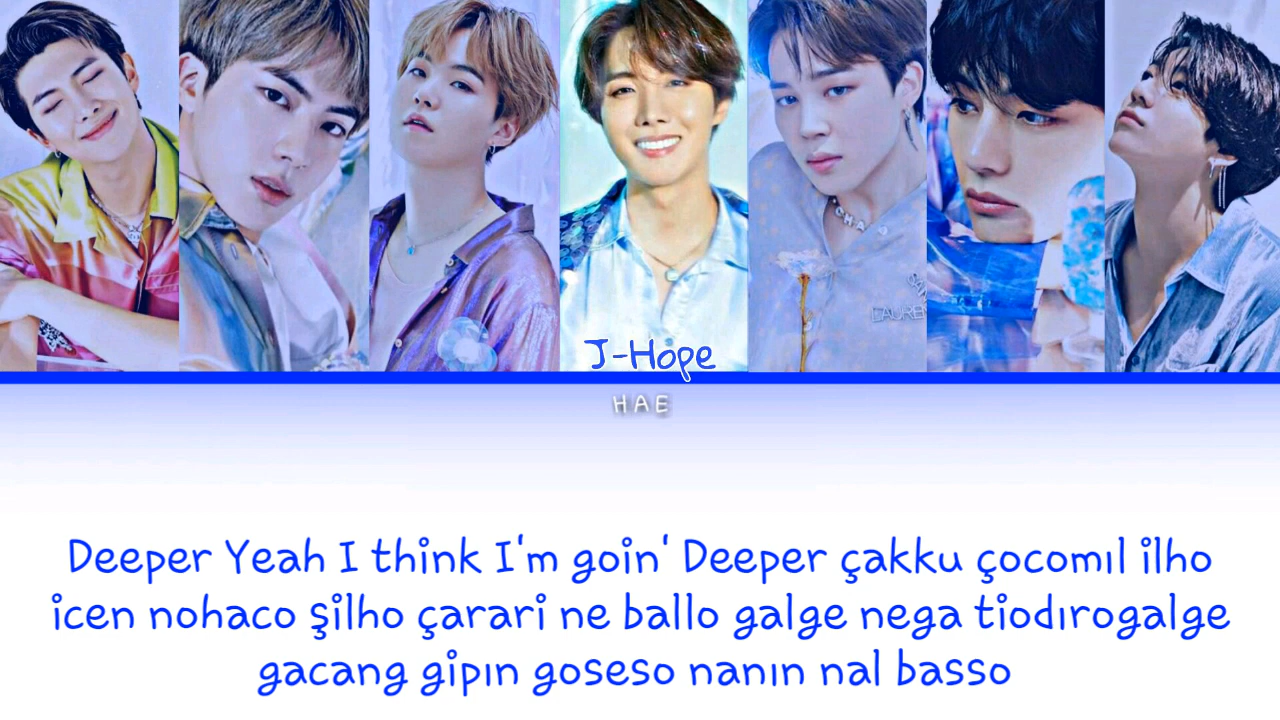 J-Hope
HAE
Deeper Yeah I think I'm goin' Deeper çakku çocomıl ilho
icen nohaco şilho çarari ne ballo galge nega tiodırogalge
gacang gipın goseso nanın nal basso